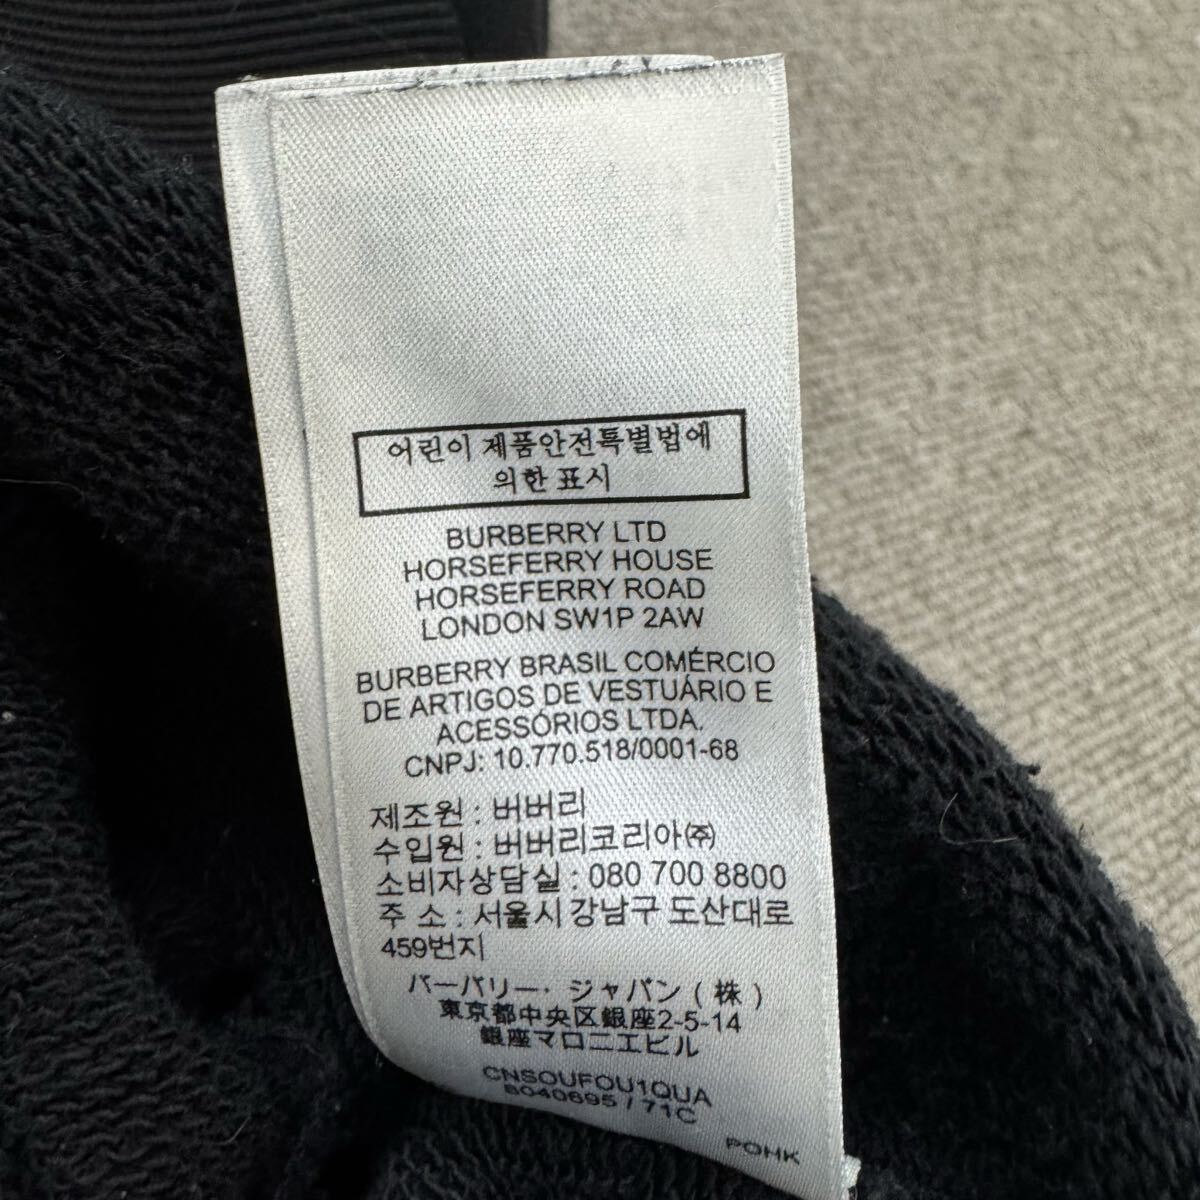 어린이 제품안전특별법에
의한 표시
BURBERRY LTD
HORSEFERRY HOUSE
HORSEFERRY ROAD
LONDON SW1P 2AW
BURBERRY BRASIL COMÉRCIO
DE ARTIGOS DE VESTUÁRIO E
ACESSÓRIOS LTDA.
CNPJ: 10.770.518/0001-68
제조원 : 버버리
수입원 : 버버리코리아㈜
소비자상담실 : 080 700 8800
주 소 : 서울시 강남구 도산대로
459번지
バーバリー・ジャパン ( 株 )
東京都中央区銀座2-5-14
銀座マロニエビル
CNSOUFOU1QUA
8040695 / 71C
POHK